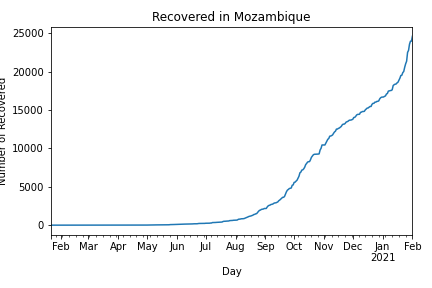 Recovered in Mozambique
25000
20000
15000
10000
5000
0
Number of Recovered
Feb Mar Apr May Jun Jul Aug Sep Oct Nov Dec Jan Feb
2021
Day